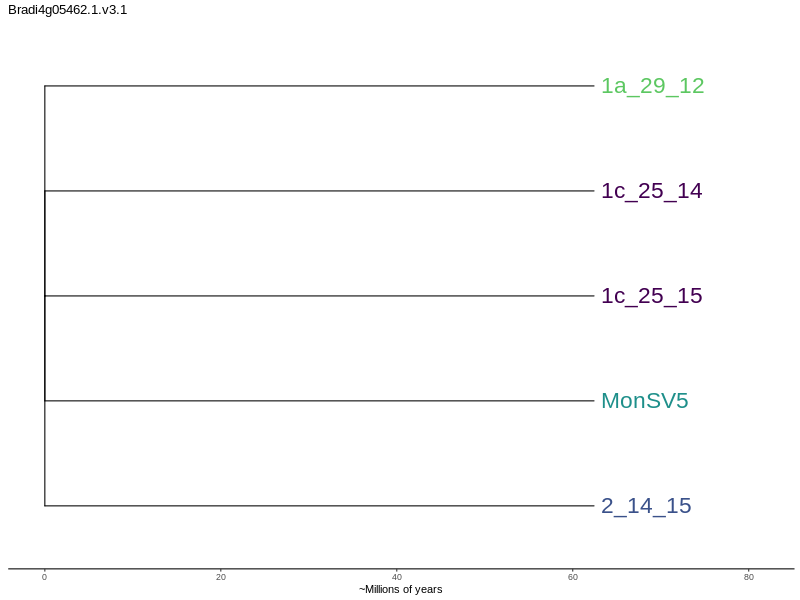 Bradi4g05462.1.v3.1
1a_29_12
1c_25_14
1c_25_15
MonSV5
2_14_15
0 20 40 60 80
~Millions of years